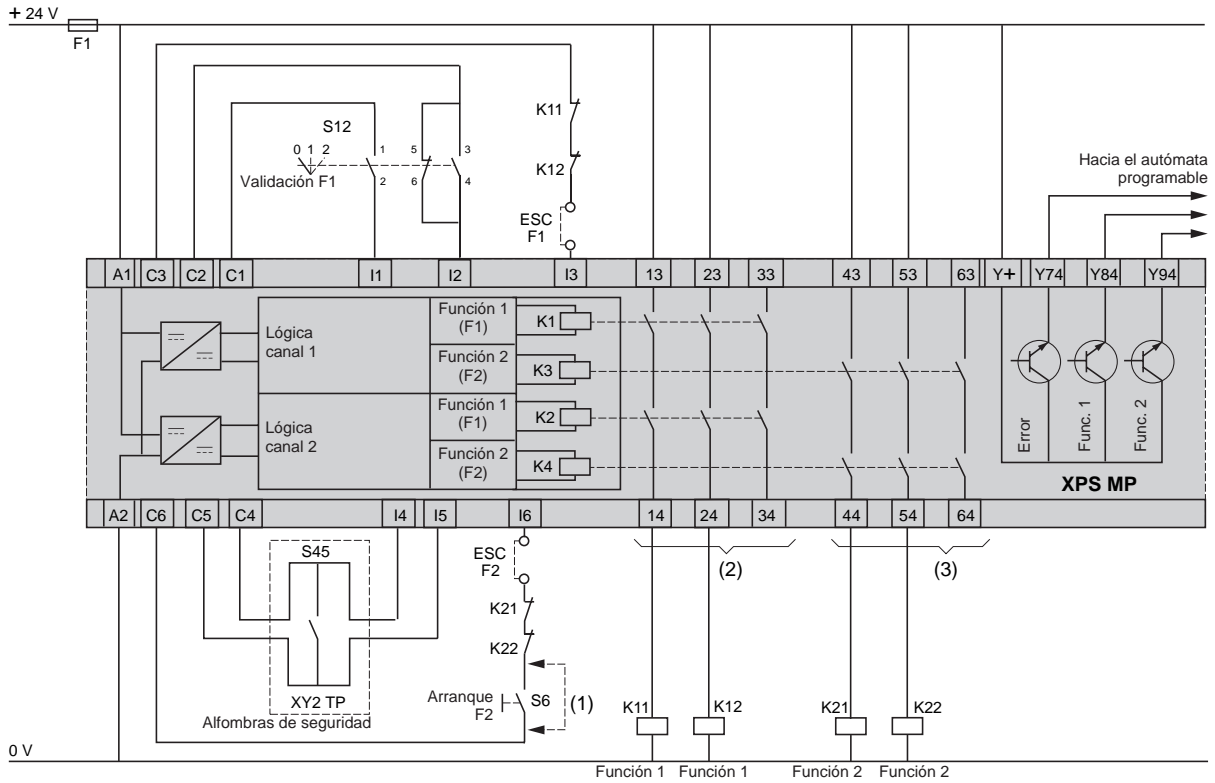 + 24 V
F1
K11
S12
0 1 2
1
5
3
2
6
4
Validación F1
K12
ESC
F1
Hacia el autómata
programable
A1 C3 C2 C1 I1 I2 I3 13 23 33 43 53 63 Y+ Y74 Y84 Y94
Lógica
canal 1
Función 1
(F1)
K1
Función 2
(F2)
K3
Lógica
canal 2
Función 1
(F1)
K2
Función 2
(F2)
K4
Error
Func. 1
Func. 2
XPS MP
A2 C6 C5 C4 I4 I5 I6 14 24 34 44 54 64
S45
XY2 TP
Alfombras de seguridad
ESC
F2
K21
K22
Arranque
F2
S6
(1)
(2)
(3)
K11
K12
K21
K22
0 V
Función 1
Función 1
Función 2
Función 2